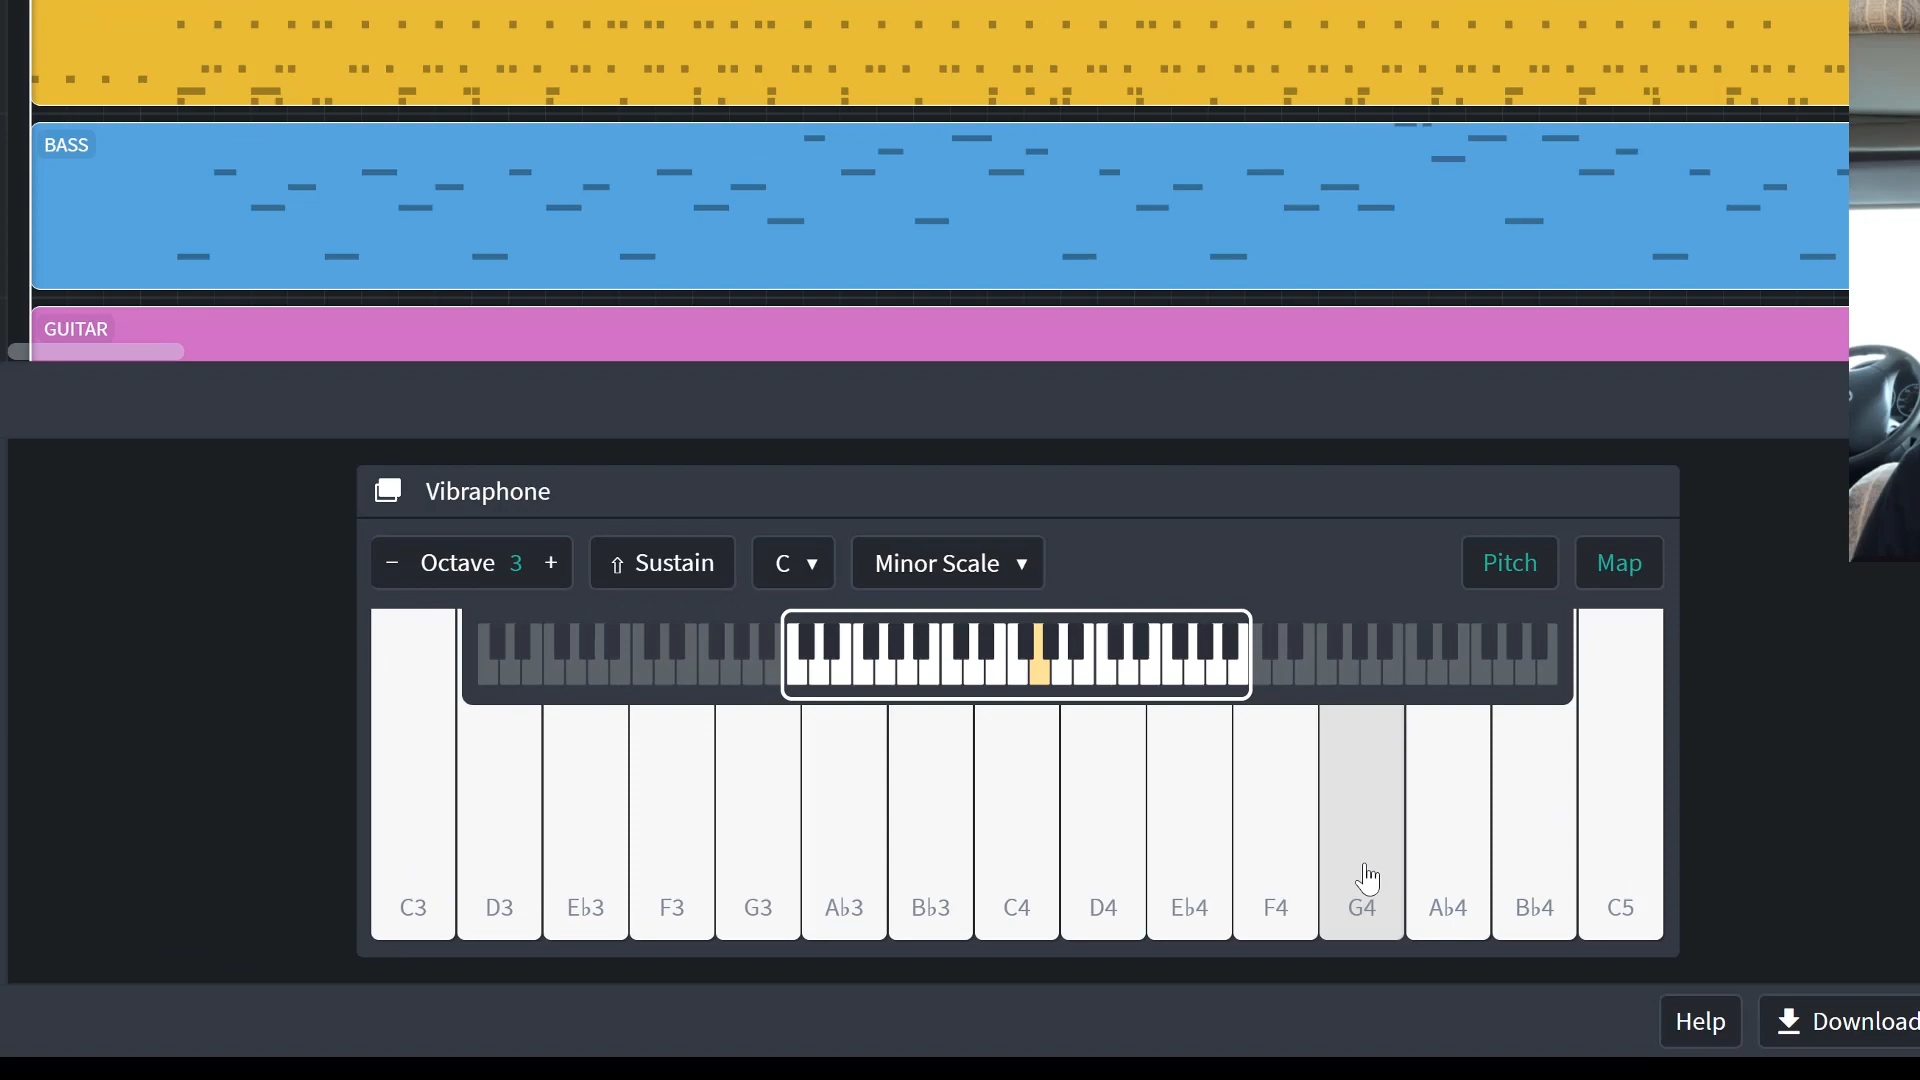 BASS
GUITAR
Vibraphone
− Octave 3 + ⇧ Sustain C ▾ Minor Scale ▾ Pitch Map
C3 D3 E♭3 F3 G3 A♭3 B♭3 C4 D4 E♭4 F4 G4 A♭4 B♭4 C5
Help Download